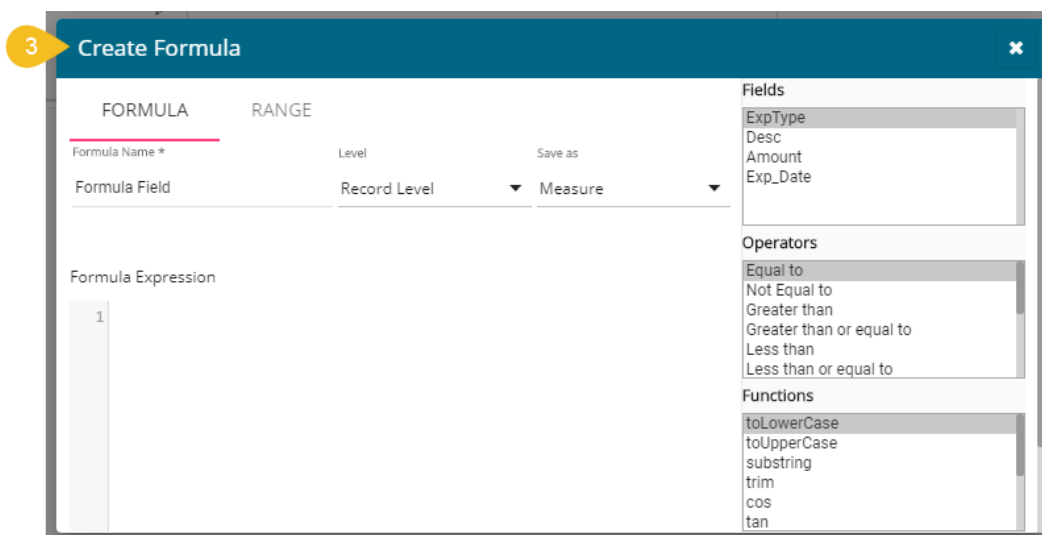 3
Create Formula
FORMULA
RANGE
Formula Name *
Level
Save as
Formula Field
Record Level
Measure
Formula Expression
1
Fields
ExpType
Desc
Amount
Exp_Date
Operators
Equal to
Not Equal to
Greater than
Greater than or equal to
Less than
Less than or equal to
Functions
toLowerCase
toUpperCase
substring
trim
cos
tan